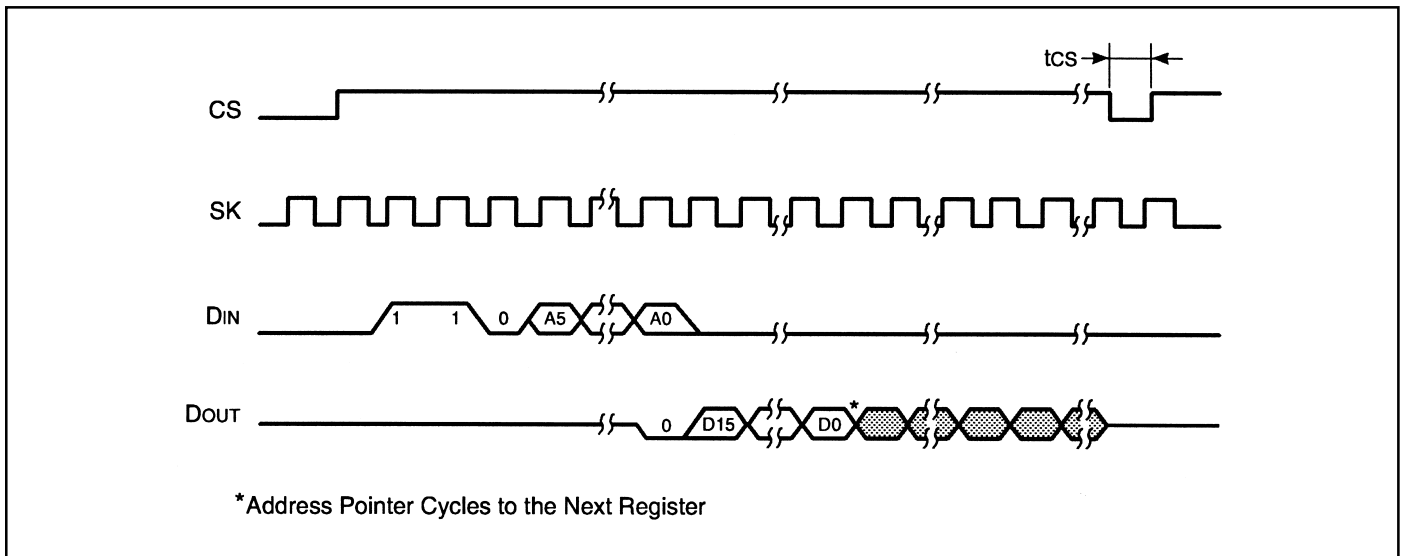 tCS
CS
SK
DIN
1 1 0 A5 A0
DOUT
0 D15 D0 *
*Address Pointer Cycles to the Next Register